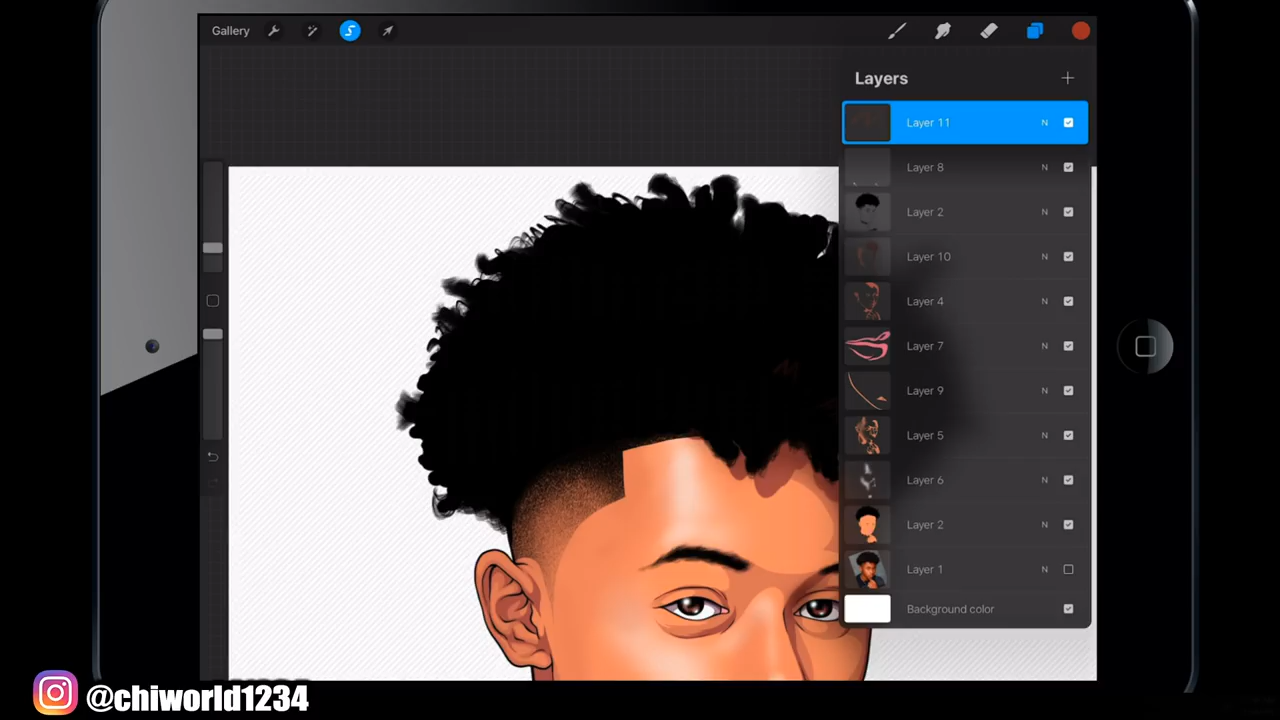 Gallery
Layers
Layer 11 N
Layer 8 N
Layer 2 N
Layer 10 N
Layer 4 N
Layer 7 N
Layer 9 N
Layer 5 N
Layer 6 N
Layer 2 N
Layer 1 N
Background color
@chiworld1234